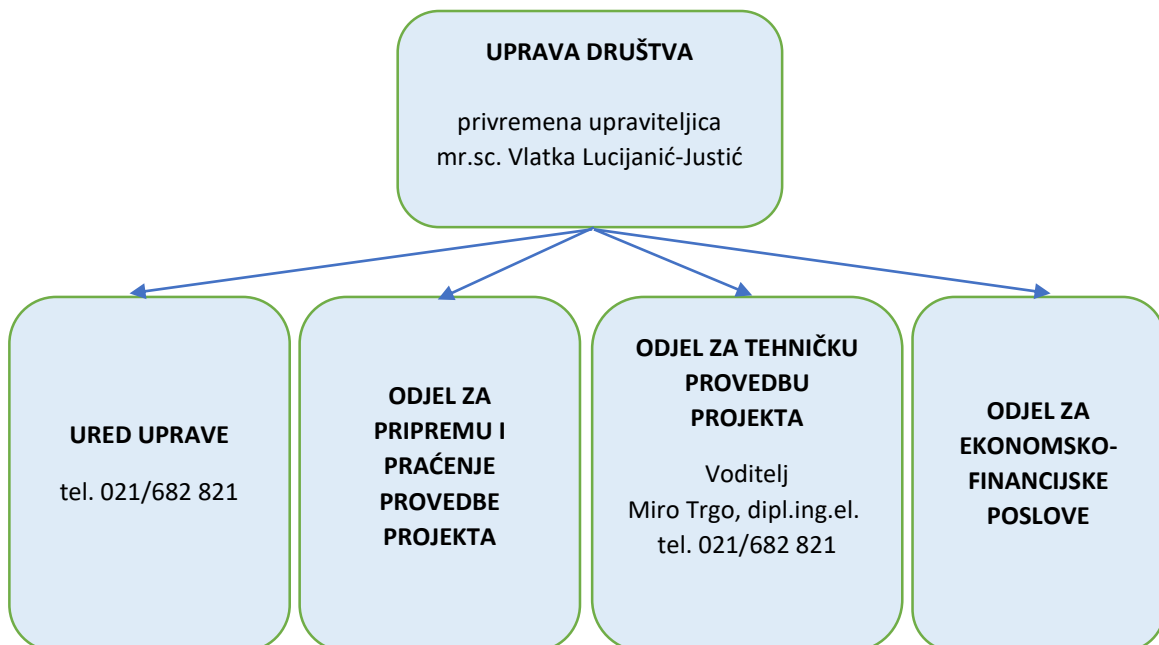 UPRAVA DRUŠTVA
privremena upraviteljica
mr.sc. Vlatka Lucijanić-Justić
URED UPRAVE
tel. 021/682 821
ODJEL ZA
PRIPREMU I
PRAĆENJE
PROVEDBE
PROJEKTA
ODJEL ZA TEHNIČKU
PROVEDBU
PROJEKTA
Voditelj
Miro Trgo, dipl.ing.el.
tel. 021/682 821
ODJEL ZA
EKONOMSKO-
FINANCIJSKE
POSLOVE